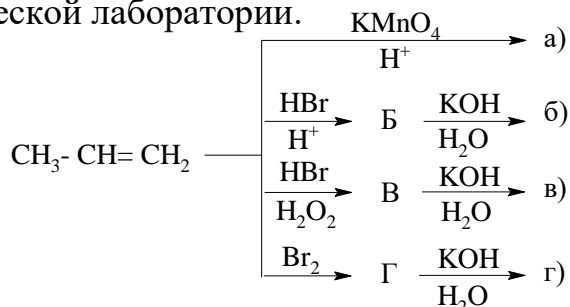 еской лаборатории.
KMnO₄
H⁺
а)
HBr
H⁺
Б
KOH
H₂O
б)
CH₃- CH= CH₂
HBr
H₂O₂
В
KOH
H₂O
в)
Br₂
Г
KOH
H₂O
г)